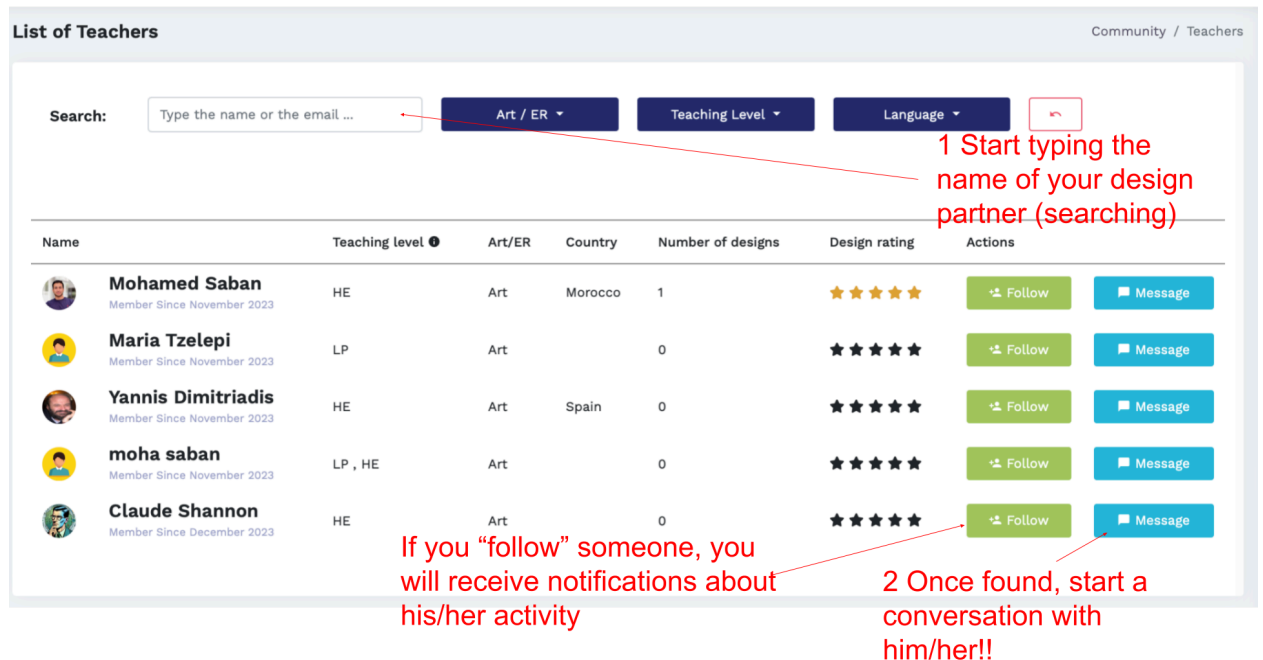 List of Teachers
Community / Teachers
Search:
Type the name or the email ...
Art / ER
Teaching Level
Language
1 Start typing the
name of your design
partner (searching)
Name Teaching level Art/ER Country Number of designs Design rating Actions
Mohamed Saban HE Art Morocco 1 Follow Message
Member Since November 2023
Maria Tzelepi LP Art 0 Follow Message
Member Since November 2023
Yannis Dimitriadis HE Art Spain 0 Follow Message
Member Since November 2023
moha saban LP , HE Art 0 Follow Message
Member Since November 2023
Claude Shannon HE Art 0 Follow Message
Member Since December 2023
If you “follow” someone, you
will receive notifications about
his/her activity
2 Once found, start a
conversation with
him/her!!